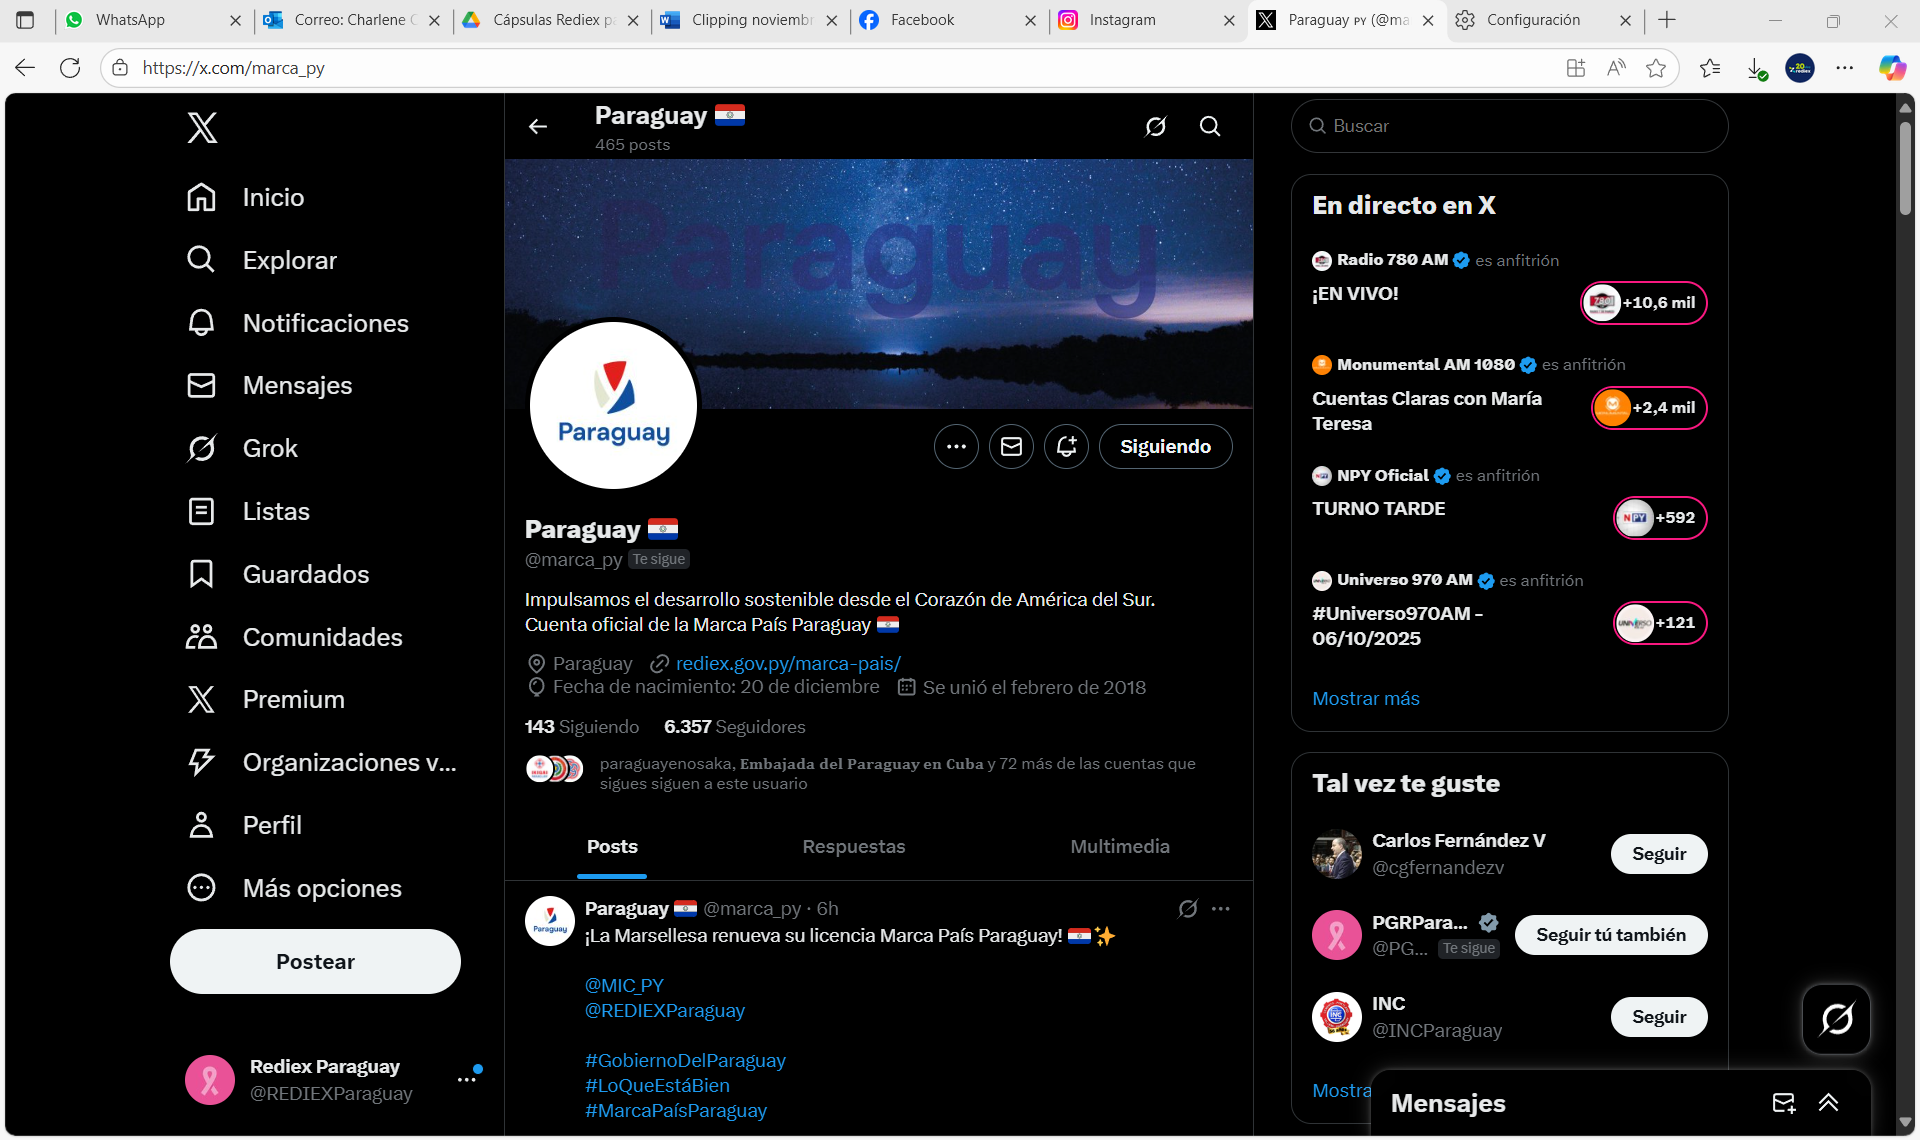 WhatsApp
Correo: Charlene C
Cápsulas Rediex pa
Clipping noviembr
Facebook
Instagram
Paraguay PY (@ma
Configuración
https://x.com/marca_py
Paraguay
465 posts
Paraguay
Paraguay
Siguiendo
Paraguay
@marca_py Te sigue
Impulsamos el desarrollo sostenible desde el Corazón de América del Sur.
Cuenta oficial de la Marca País Paraguay
Paraguay rediex.gov.py/marca-pais/
Fecha de nacimiento: 20 de diciembre Se unió el febrero de 2018
143 Siguiendo 6.357 Seguidores
paraguayenosaka, Embajada del Paraguay en Cuba y 72 más de las cuentas que
sigues siguen a este usuario
Posts Respuestas Multimedia
Paraguay @marca_py · 6h
¡La Marsellesa renueva su licencia Marca País Paraguay!
@MIC_PY
@REDIEXParaguay
#GobiernoDelParaguay
#LoQueEstáBien
#MarcaPaísParaguay
Paraguay
Inicio
Explorar
Notificaciones
Mensajes
Grok
Listas
Guardados
Comunidades
Premium
Organizaciones v...
Perfil
Más opciones
Postear
Rediex Paraguay
@REDIEXParaguay
Buscar
En directo en X
Radio 780 AM es anfitrión
¡EN VIVO!
+10,6 mil
Monumental AM 1080 es anfitrión
Cuentas Claras con María
Teresa
+2,4 mil
NPY Oficial es anfitrión
TURNO TARDE
NPY
+592
Universo 970 AM es anfitrión
#Universo970AM -
06/10/2025
UNIVERSO
+121
Mostrar más
Tal vez te guste
Carlos Fernández V
@cgfernandezv
Seguir
PGRPara...
@PG... Te sigue
Seguir tú también
INC
@INCParaguay
Seguir
Mostra
Mensajes